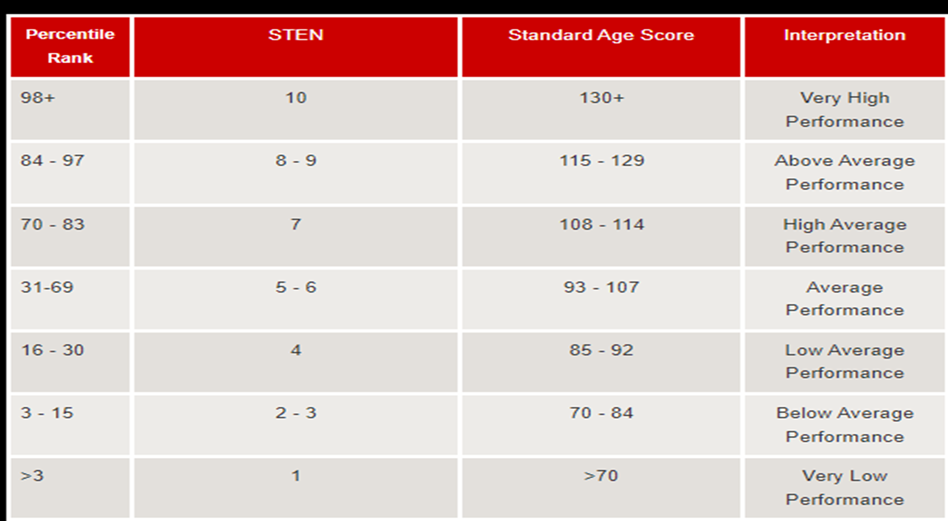 Percentile Rank STEN Standard Age Score Interpretation
98+ 10 130+ Very High Performance
84 - 97 8 - 9 115 - 129 Above Average Performance
70 - 83 7 108 - 114 High Average Performance
31-69 5 - 6 93 - 107 Average Performance
16 - 30 4 85 - 92 Low Average Performance
3 - 15 2 - 3 70 - 84 Below Average Performance
>3 1 >70 Very Low Performance